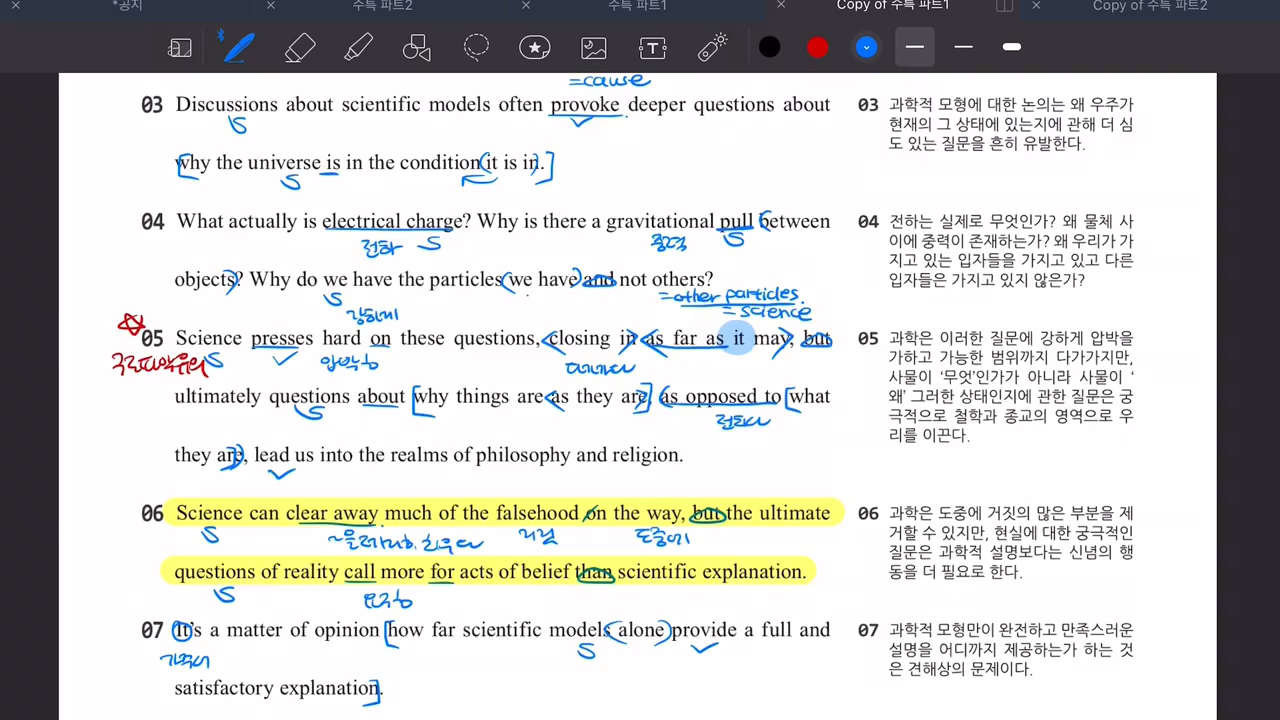 *공지
수특 파트2
수특 파트1
Copy of 수특 파트1
Copy of 수특 파트2
=cause
03 Discussions about scientific models often provoke deeper questions about
S
why the universe is in the condition it is in.
S
03 과학적 모형에 대한 논의는 왜 우주가
현재의 그 상태에 있는지에 관해 더 심
도 있는 질문을 흔히 유발한다.
04 What actually is electrical charge? Why is there a gravitational pull between
전하 S 중력 S
objects? Why do we have the particles we have and not others?
S
=other particles.
04 전하는 실제로 무엇인가? 왜 물체 사
이에 중력이 존재하는가? 왜 우리가 가
지고 있는 입자들을 가지고 있고 다른
입자들은 가지고 있지 않은가?
강하게
=science
05 Science presses hard on these questions, closing in as far as it may, but
S
ultimately questions about why things are as they are, as opposed to what
S
they are, lead us into the realms of philosophy and religion.
05 과학은 이러한 질문에 강하게 압박을
가하고 가능한 범위까지 다가가지만,
사물이 ‘무엇’인가가 아니라 사물이 ‘
왜’ 그러한 상태인지에 관한 질문은 궁
극적으로 철학과 종교의 영역으로 우
리를 이끈다.
06 Science can clear away much of the falsehood on the way, but the ultimate
S 거짓 도중에
questions of reality call more for acts of belief than scientific explanation.
S
06 과학은 도중에 거짓의 많은 부분을 제
거할 수 있지만, 현실에 대한 궁극적인
질문은 과학적 설명보다는 신념의 행
동을 더 필요로 한다.
07 It’s a matter of opinion how far scientific models alone provide a full and
가주어 S
satisfactory explanation.
07 과학적 모형만이 완전하고 만족스러운
설명을 어디까지 제공하는가 하는 것
은 견해상의 문제이다.